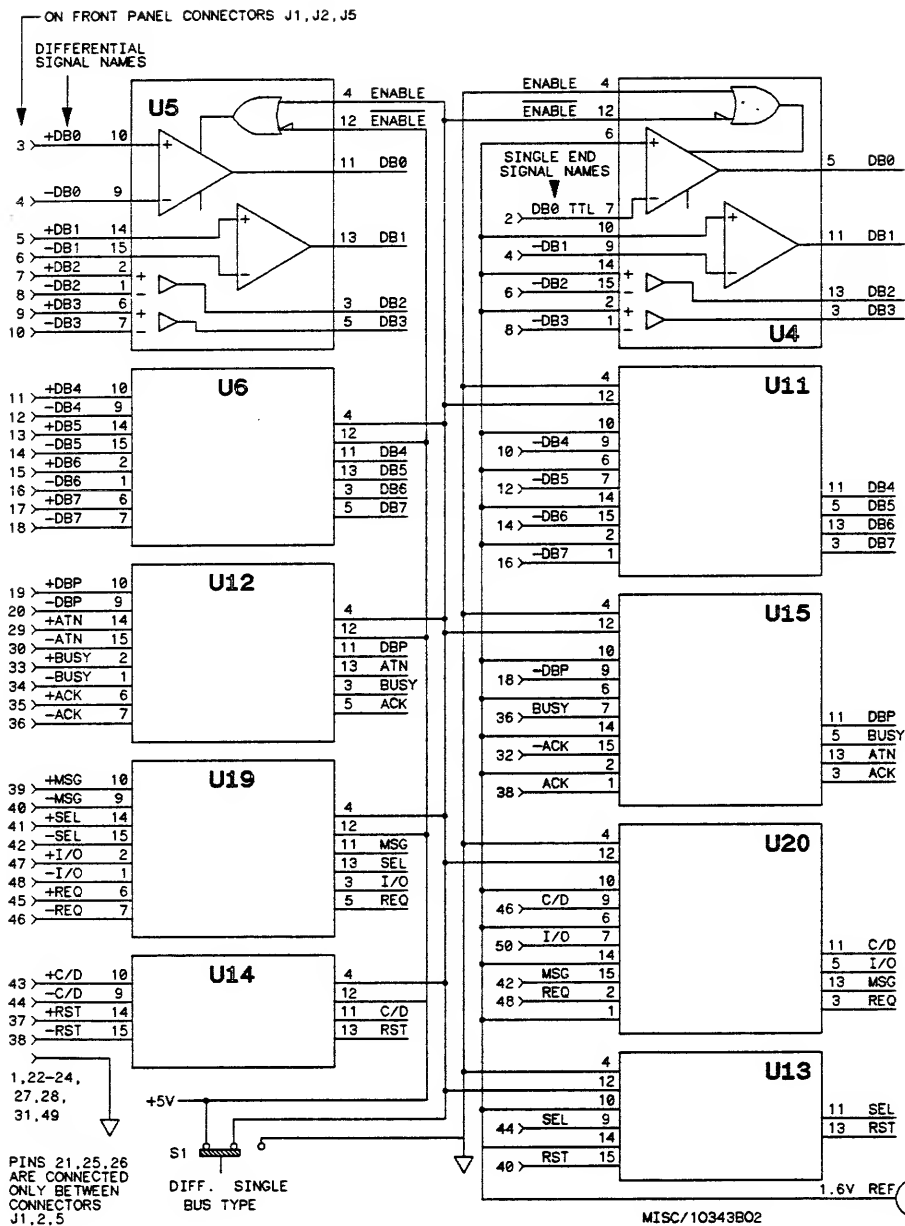 ON FRONT PANEL CONNECTORS J1,J2,J5
DIFFERENTIAL
SIGNAL NAMES
U5
4 ENABLE
12 ENABLE
3 +DB0 10
11 DB0
4 -DB0 9
5 +DB1 14
13 DB1
6 -DB1 15
7 +DB2 2
8 -DB2 1
3 DB2
9 +DB3 6
5 DB3
10 -DB3 7
U6
11 +DB4 10
12 -DB4 9
13 +DB5 14
14 -DB5 15
15 +DB6 2
16 -DB6 1
17 +DB7 6
18 -DB7 7
4
12
11 DB4
13 DB5
3 DB6
5 DB7
U12
19 +DBP 10
20 -DBP 9
29 +ATN 14
30 -ATN 15
33 +BUSY 2
34 -BUSY 1
35 +ACK 6
36 -ACK 7
4
12
11 DBP
13 ATN
3 BUSY
5 ACK
U19
39 +MSG 10
40 -MSG 9
41 +SEL 14
42 -SEL 15
47 +I/O 2
48 -I/O 1
45 +REQ 6
46 -REQ 7
4
12
11 MSG
13 SEL
3 I/O
5 REQ
U14
43 +C/D 10
44 -C/D 9
37 +RST 14
38 -RST 15
4
12
11 C/D
13 RST
1,22-24,
27,28,
31,49
PINS 21,25,26
ARE CONNECTED
ONLY BETWEEN
CONNECTORS
J1,2,5
+5V
S1
DIFF. SINGLE
BUS TYPE
ENABLE 4
ENABLE 12
6
SINGLE END
SIGNAL NAMES
5 DB0
2 DB0 TTL 7
10
11 DB1
4 -DB1 9
14
6 -DB2 15
13 DB2
2
3 DB3
8 -DB3 1
U4
U11
4
12
10
10 -DB4 9
6
12 -DB5 7
14
14 -DB6 15
2
16 -DB7 1
11 DB4
5 DB5
13 DB6
3 DB7
U15
4
12
10
18 -DBP 9
6
36 BUSY 7
14
32 -ACK 15
2
38 ACK 1
11 DBP
5 BUSY
13 ATN
3 ACK
U20
4
12
10
46 C/D 9
6
50 I/O 7
14
42 MSG 15
48 REQ 2
1
11 C/D
5 I/O
13 MSG
3 REQ
U13
4
12
10
44 SEL 9
14
40 RST 15
11 SEL
13 RST
1.6V REF
MISC/10343B02